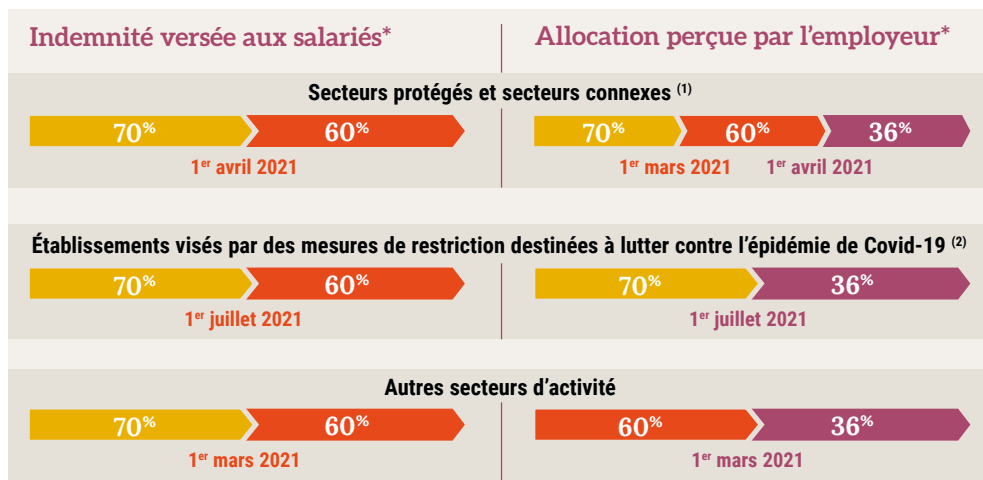 Indemnité versée aux salariés*
Allocation perçue par l'employeur*
Secteurs protégés et secteurs connexes (1)
70% 60%
1er avril 2021
70% 60% 36%
1er mars 2021 1er avril 2021
Établissements visés par des mesures de restriction destinées à lutter contre l'épidémie de Covid-19 (2)
70% 60%
1er juillet 2021
70% 36%
1er juillet 2021
Autres secteurs d'activité
70% 60%
1er mars 2021
60% 36%
1er mars 2021